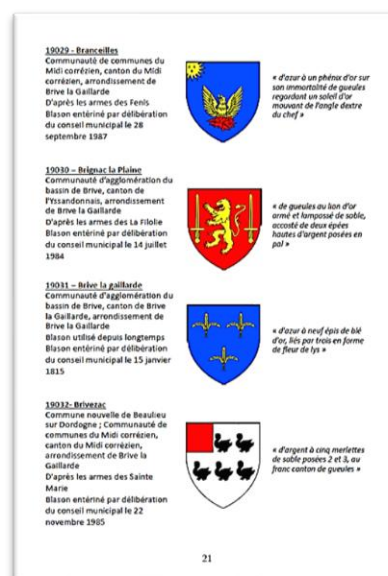 19029 - Branceilles
Communauté de communes du
Midi corrézien, canton du Midi
corrézien, arrondissement de
Brive la Gaillarde
D'après les armes des Fenis
Blason entériné par délibération
du conseil municipal le 28
septembre 1987
« d'azur à un phénix d'or sur
son immortalité de gueules
regardant un soleil d'or
mouvant de l'angle dextre
du chef »
19030 – Brignac la Plaine
Communauté d'agglomération du
bassin de Brive, canton de
l'Yssandonnais, arrondissement
de Brive la Gaillarde
D'après les armes des La Filolie
Blason entériné par délibération
du conseil municipal le 14 juillet
1984
« de gueules au lion d'or
armé et lampassé de sable,
accosté de deux épées
hautes d'argent posées en
pal »
19031 – Brive la gaillarde
Communauté d'agglomération du
bassin de Brive, canton de Brive
la Gaillarde, arrondissement de
Brive la Gaillarde
Blason utilisé depuis longtemps
Blason entériné par délibération
du conseil municipal le 15 janvier
1815
« d'azur à neuf épis de blé
d'or, liés par trois en forme
de fleur de lys »
19032- Brivezac
Commune nouvelle de Beaulieu
sur Dordogne ; Communauté de
communes du Midi corrézien,
canton du Midi corrézien,
arrondissement de Brive la
Gaillarde
D'après les armes des Sainte
Marie
Blason entériné par délibération
du conseil municipal le 22
novembre 1985
« d'argent à cinq merlettes
de sable posées 2 et 3, au
franc canton de gueules »
21